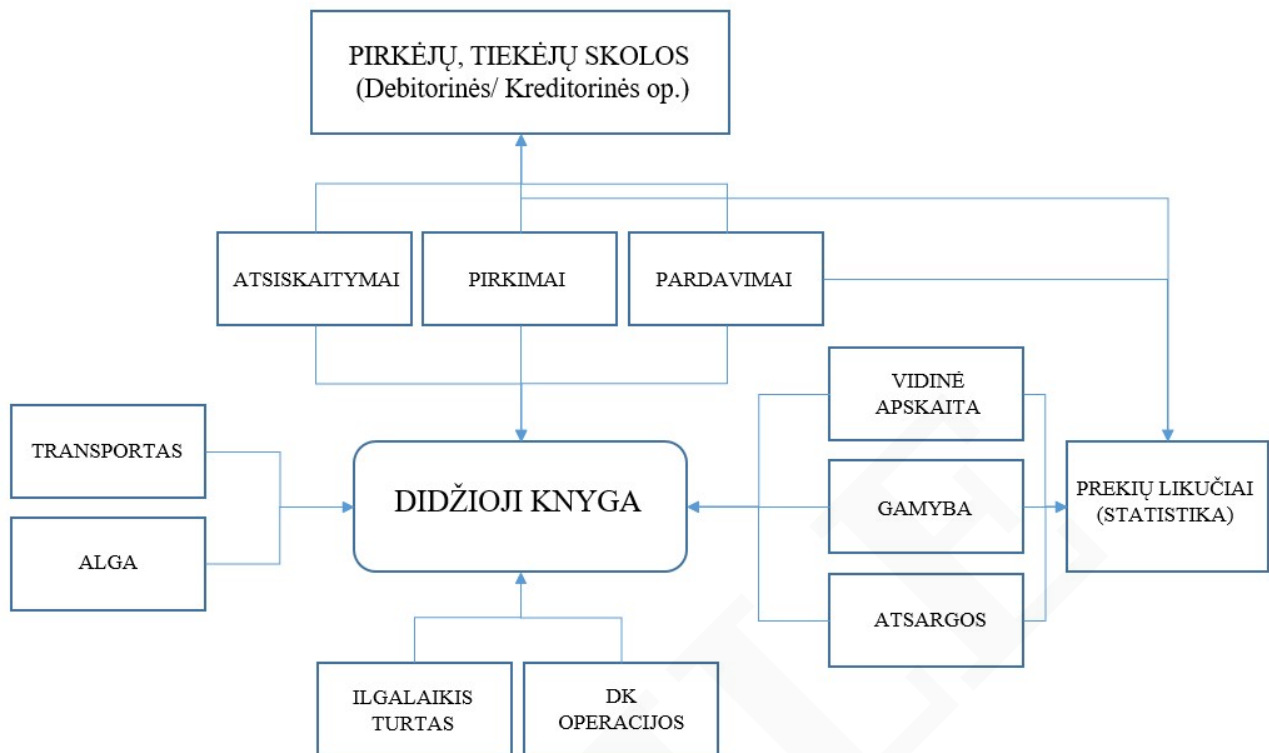 PIRKĖJŲ, TIEKĖJŲ SKOLOS
(Debitorinės/ Kreditorinės op.)
ATSISKAITYMAI
PIRKIMAI
PARDAVIMAI
VIDINĖ
APSKAITA
TRANSPORTAS
DIDŽIOJI KNYGA
GAMYBA
PREKIŲ LIKUČIAI
(STATISTIKA)
ALGA
ATSARGOS
ILGALAIKIS
TURTAS
DK
OPERACIJOS